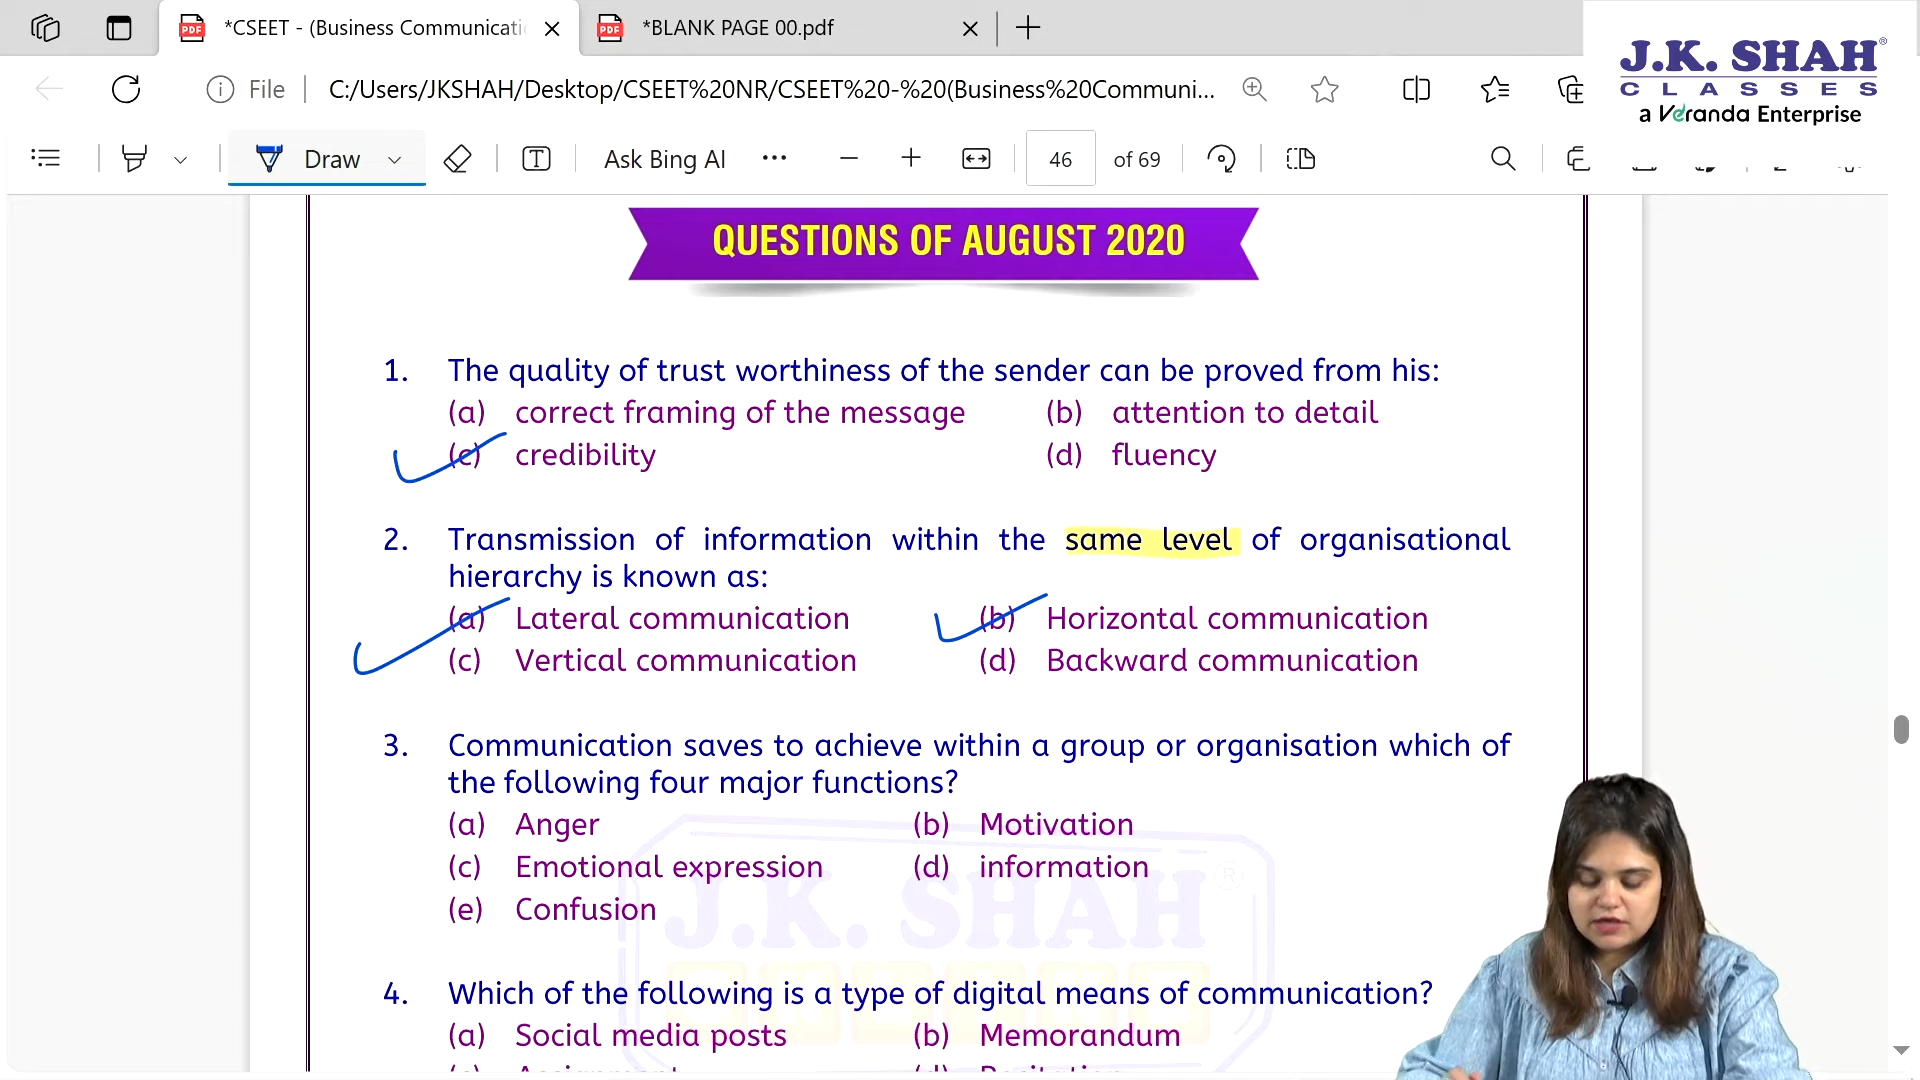 *CSEET - (Business Communicati
*BLANK PAGE 00.pdf
J.K. SHAH®
CLASSES
a Veranda Enterprise
File
C:/Users/JKSHAH/Desktop/CSEET%20NR/CSEET%20-%20(Business%20Communi...
Draw
Ask Bing AI
46
of 69
QUESTIONS OF AUGUST 2020
1. The quality of trust worthiness of the sender can be proved from his:
(a) correct framing of the message (b) attention to detail
(c) credibility (d) fluency
2. Transmission of information within the same level of organisational
hierarchy is known as:
(a) Lateral communication (b) Horizontal communication
(c) Vertical communication (d) Backward communication
3. Communication saves to achieve within a group or organisation which of
the following four major functions?
(a) Anger (b) Motivation
(c) Emotional expression (d) information
(e) Confusion
J.K. SHAH®
4. Which of the following is a type of digital means of communication?
(a) Social media posts (b) Memorandum